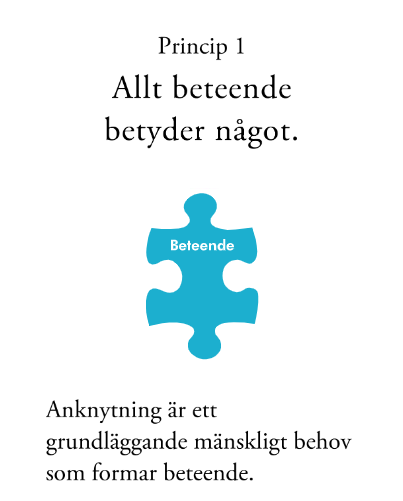 Princip 1
Allt beteende
betyder något.
Beteende
Anknytning är ett
grundläggande mänskligt behov
som formar beteende.